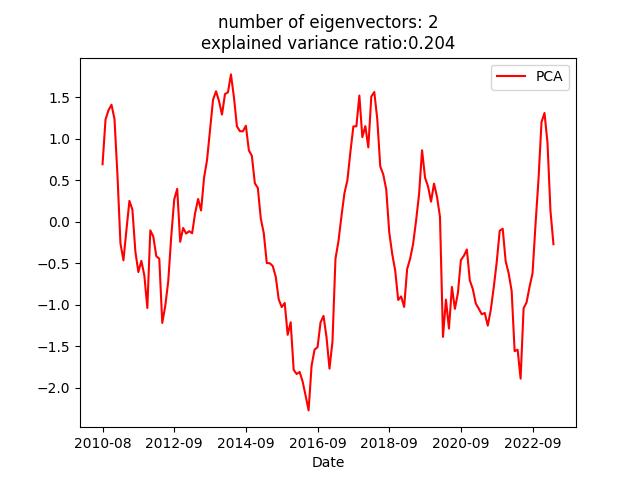 number of eigenvectors: 2
explained variance ratio:0.204
PCA
1.5
1.0
0.5
0.0
−0.5
−1.0
−1.5
−2.0
2010-08 2012-09 2014-09 2016-09 2018-09 2020-09 2022-09
Date